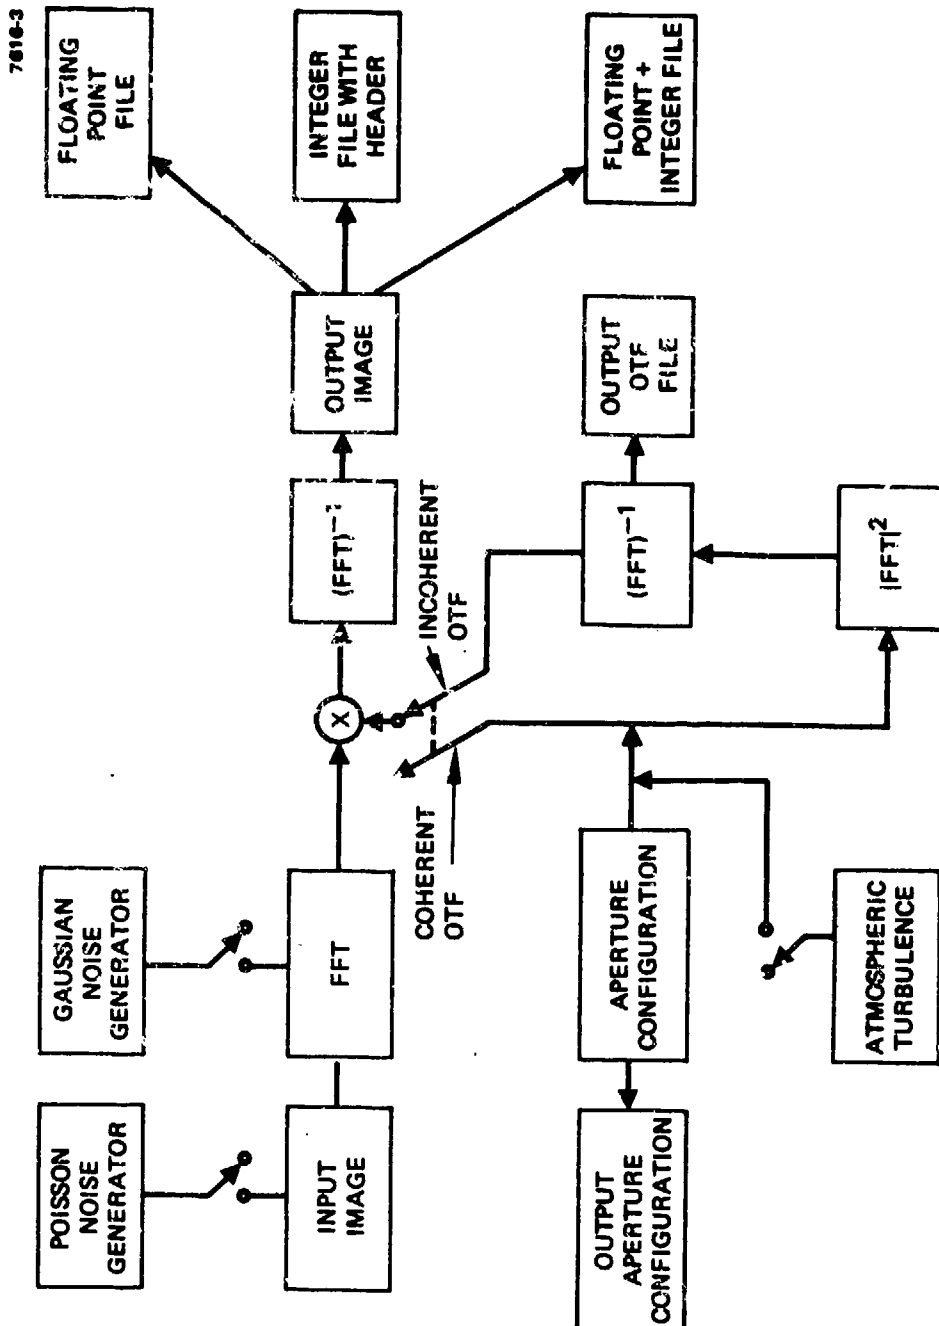 7616-3
POISSON
NOISE
GENERATOR
GAUSSIAN
NOISE
GENERATOR
FLOATING
POINT
FILE
INPUT
IMAGE
FFT
X
(FFT)⁻¹
OUTPUT
IMAGE
INTEGER
FILE WITH
HEADER
COHERENT
OTF
INCOHERENT
OTF
FLOATING
POINT +
INTEGER FILE
OUTPUT
APERTURE
CONFIGURATION
APERTURE
CONFIGURATION
(FFT)⁻¹
OUTPUT
OTF
FILE
ATMOSPHERIC
TURBULENCE
|FFT|²